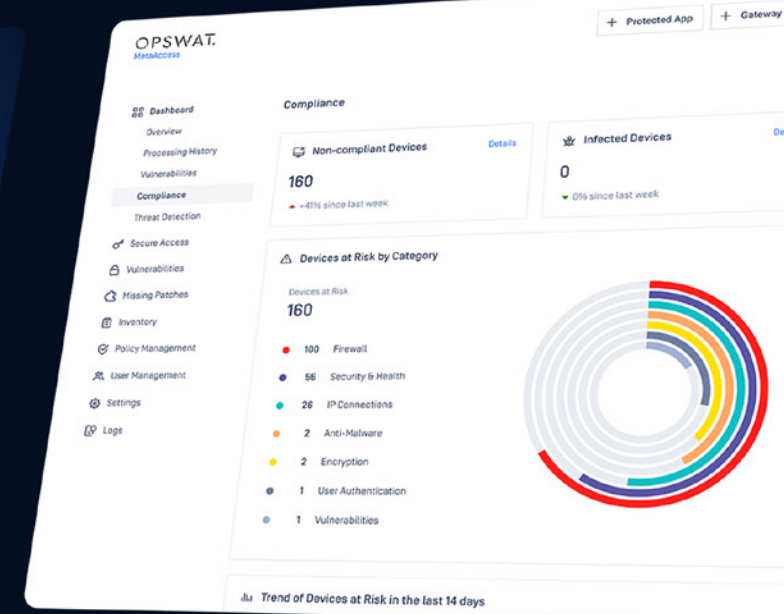 OPSWAT.
MetaAccess
+ Protected App
+ Gateway
Dashboard
Overview
Processing History
Vulnerabilities
Compliance
Threat Detection
Secure Access
Vulnerabilities
Missing Patches
Inventory
Policy Management
User Management
Settings
Logs
Compliance
Non-compliant Devices
Details
160
+41% since last week
Infected Devices
De
0
0% since last week
Devices at Risk by Category
Devices at Risk
160
100 Firewall
56 Security & Health
26 IP Connections
2 Anti-Malware
2 Encryption
1 User Authentication
1 Vulnerabilities
Trend of Devices at Risk in the last 14 days